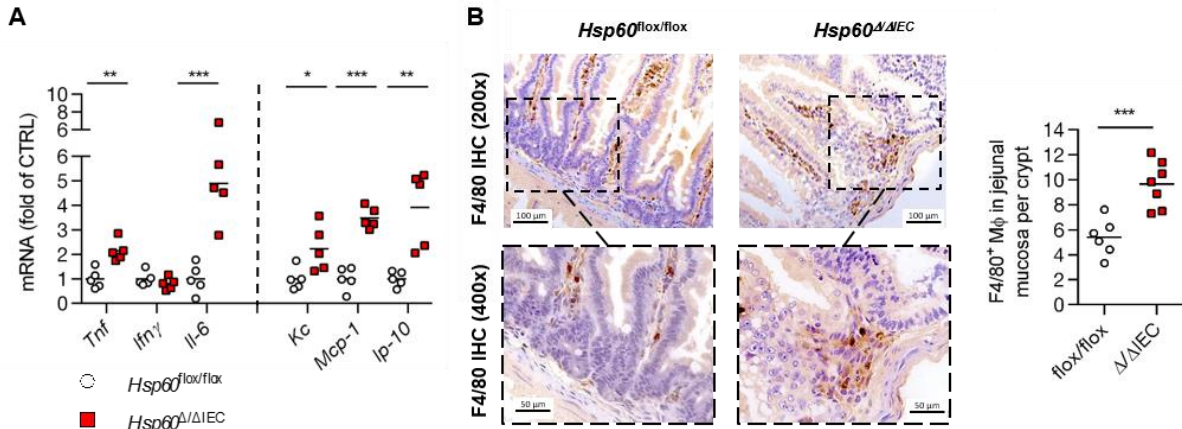 A
mRNA (fold of CTRL)
10
8
6
6
5
4
3
2
1
0
** *** * *** **
Tnf Ifnγ Il-6 Kc Mcp-1 Ip-10
Hsp60flox/flox
Hsp60Δ/ΔIEC
B
Hsp60flox/flox Hsp60Δ/ΔIEC
F4/80 IHC (200x)
100 µm 100 µm
F4/80 IHC (400x)
50 µm 50 µm
F4/80+ Mϕ in jejunal
mucosa per crypt
***
14
12
10
8
6
4
2
0
flox/flox Δ/ΔIEC